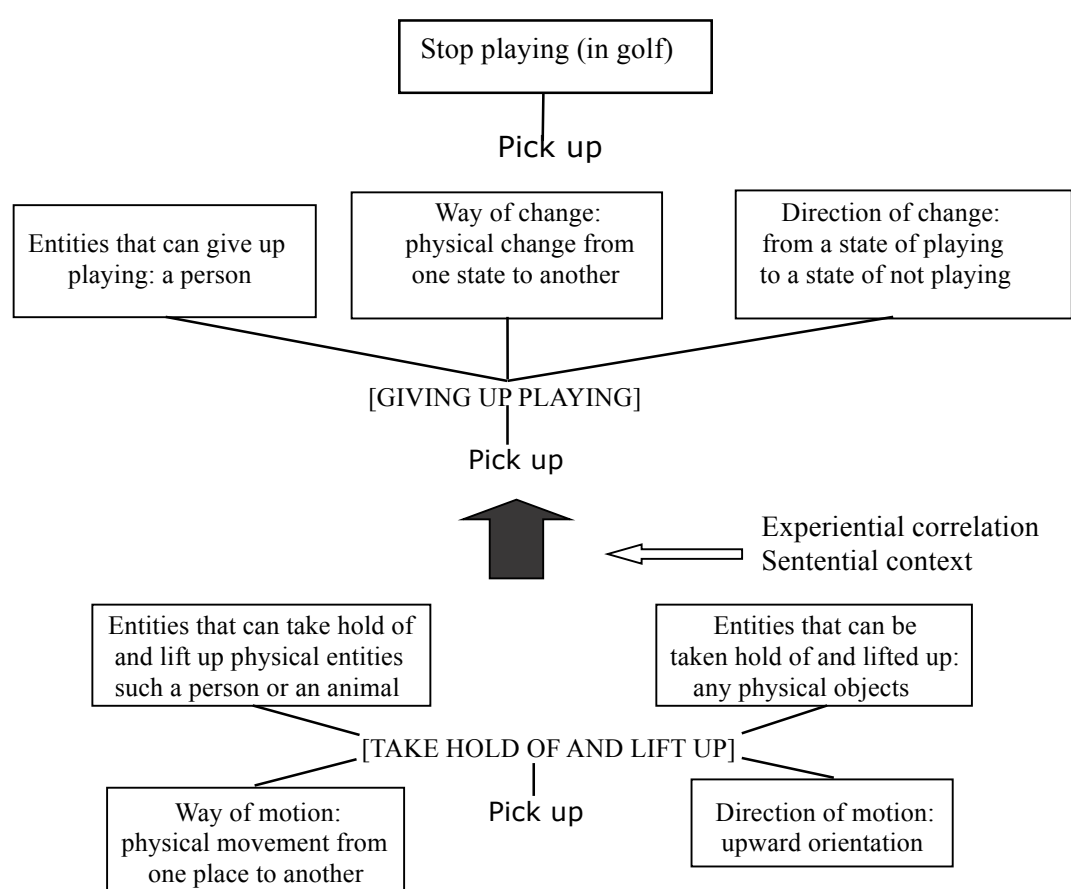 Stop playing (in golf)
Pick up
Entities that can give up
playing: a person
Way of change:
physical change from
one state to another
Direction of change:
from a state of playing
to a state of not playing
[GIVING UP PLAYING]
Pick up
Experiential correlation
Sentential context
Entities that can take hold of
and lift up physical entities
such a person or an animal
Entities that can be
taken hold of and lifted up:
any physical objects
[TAKE HOLD OF AND LIFT UP]
Way of motion:
physical movement from
one place to another
Pick up
Direction of motion:
upward orientation